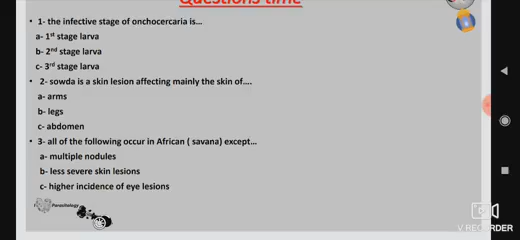 Questions time
1- the infective stage of onchocercaria is...
a- 1st stage larva
b- 2nd stage larva
c- 3rd stage larva
2- sowda is a skin lesion affecting mainly the skin of....
a- arms
b- legs
c- abdomen
3- all of the following occur in African ( savana) except...
a- multiple nodules
b- less severe skin lesions
c- higher incidence of eye lesions
Parasitology
V RECORDER